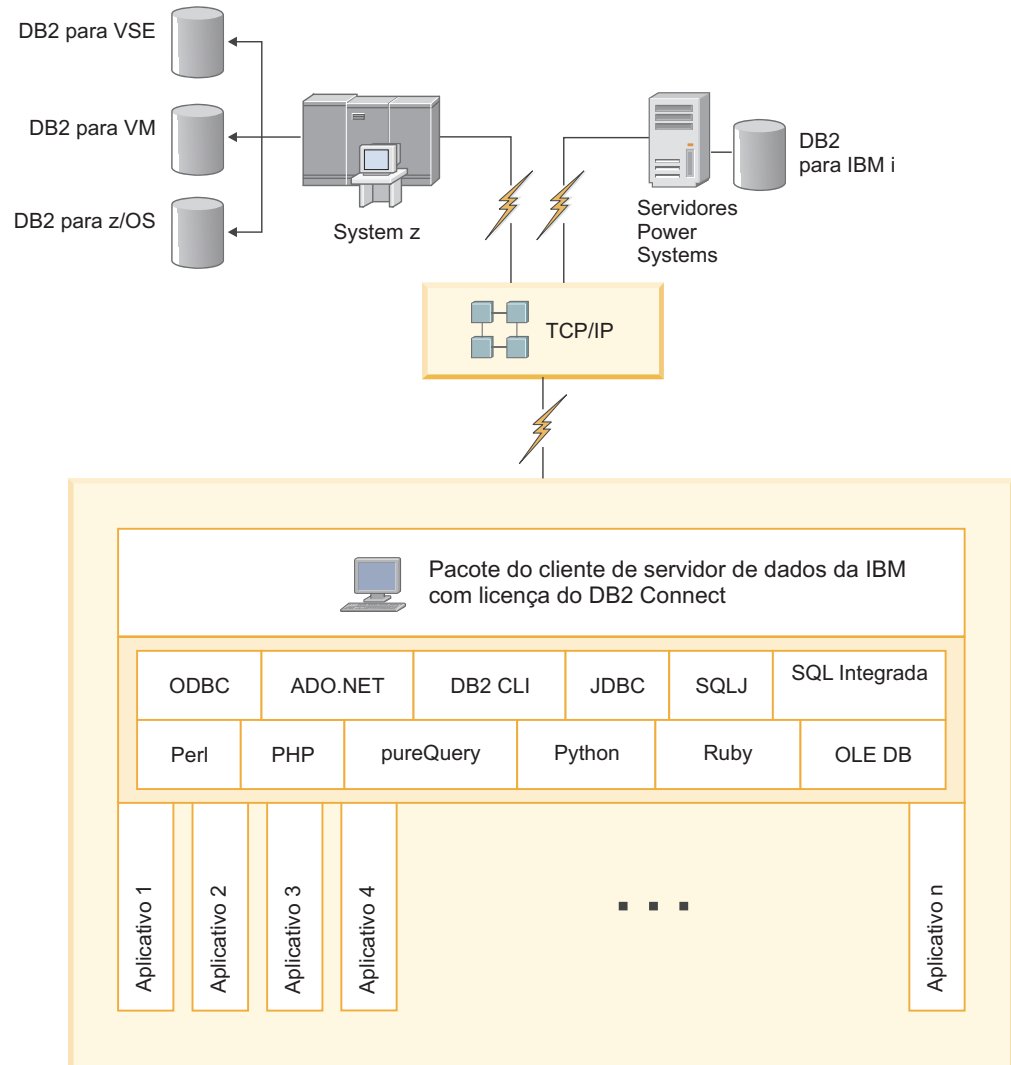 DB2 para VSE
DB2 para VM
DB2 para z/OS
System z
DB2
para IBM i
Servidores
Power
Systems
TCP/IP
Pacote do cliente de servidor de dados da IBM
com licença do DB2 Connect
ODBC
ADO.NET
DB2 CLI
JDBC
SQLJ
SQL Integrada
Perl
PHP
pureQuery
Python
Ruby
OLE DB
Aplicativo 1
Aplicativo 2
Aplicativo 3
Aplicativo 4
. . .
Aplicativo n